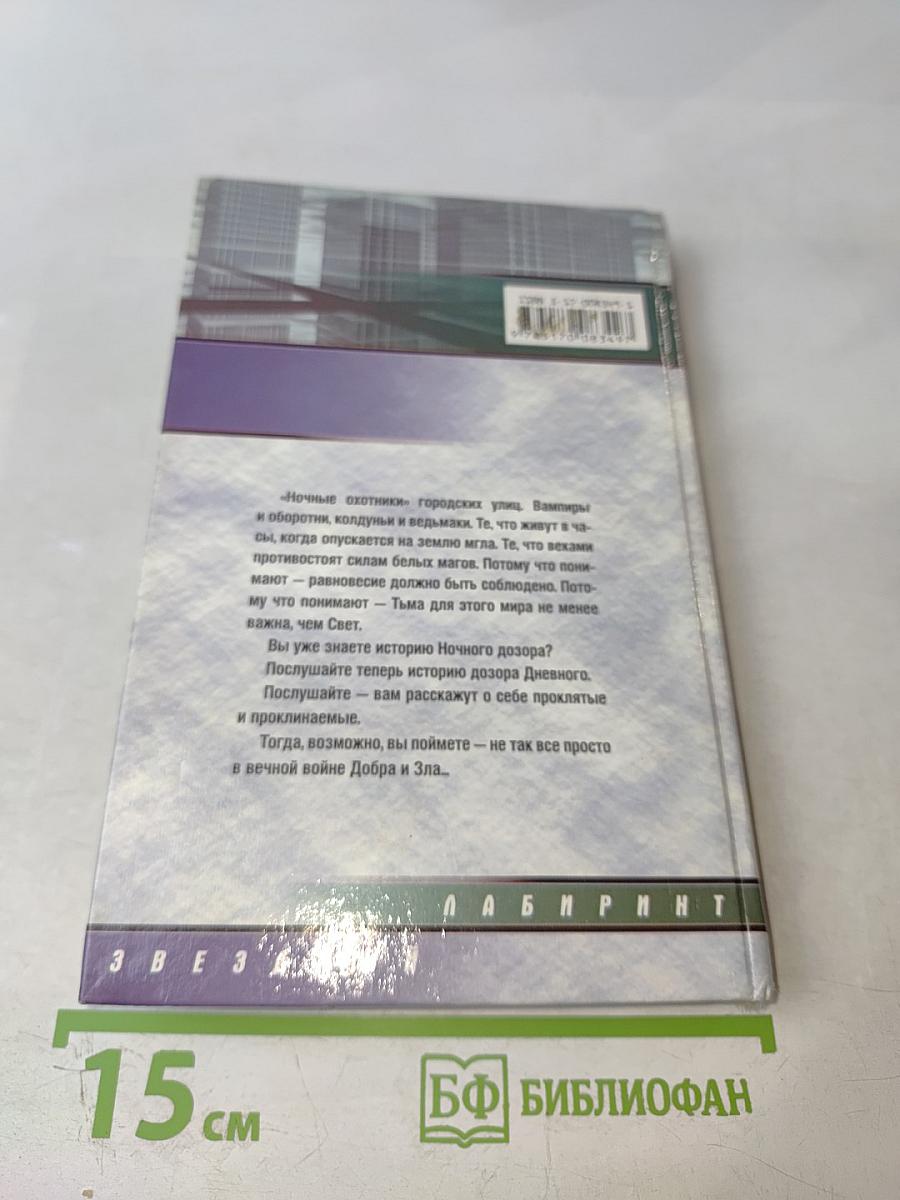 «Ночные охотники» городских улиц. Вампиры
и оборотни, колдуньи и ведьмаки. Те, что живут в ча-
сы, когда опускается на землю мгла. Те, что веками
противостоят силам белых магов. Потому что пони-
мают — равновесие должно быть соблюдено. Пото-
му что понимают — Тьма для этого мира не менее
важна, чем Свет.
Вы уже знаете историю Ночного дозора?
Послушайте теперь историю дозора Дневного.
Послушайте — вам расскажут о себе проклятые
и проклинаемые.
Тогда, возможно, вы поймете — не так все просто
в вечной войне Добра и Зла...
ЛАБИРИНТ
15 см
БФ БИБЛИОФАН